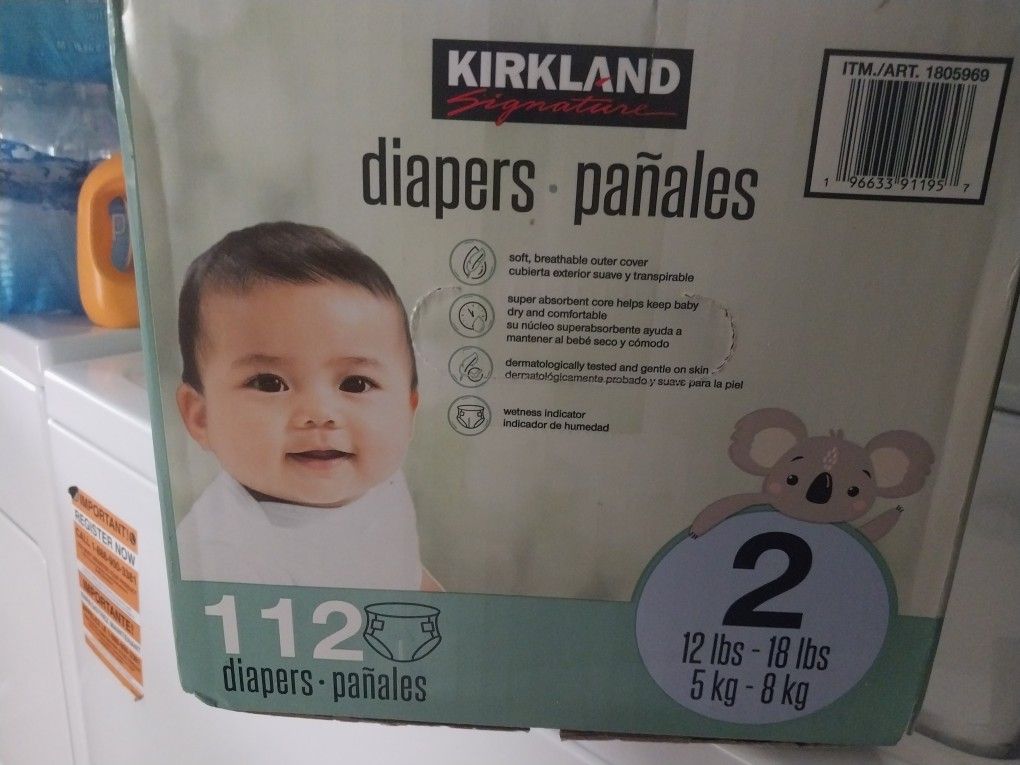 KIRKLAND
Signature
ITM./ART. 1805969
1 96633 91195 7
diapers · pañales
soft, breathable outer cover
cubierta exterior suave y transpirable
super absorbent core helps keep baby
dry and comfortable
su núcleo superabsorbente ayuda a
mantener al bebé seco y cómodo
dermatologically tested and gentle on skin
dermatológicamente probado y suave para la piel
wetness indicator
indicador de humedad
2
12 lbs - 18 lbs
5 kg - 8 kg
112
diapers · pañales
IMPORTANT!
REGISTER NOW
IMPORTANTE!